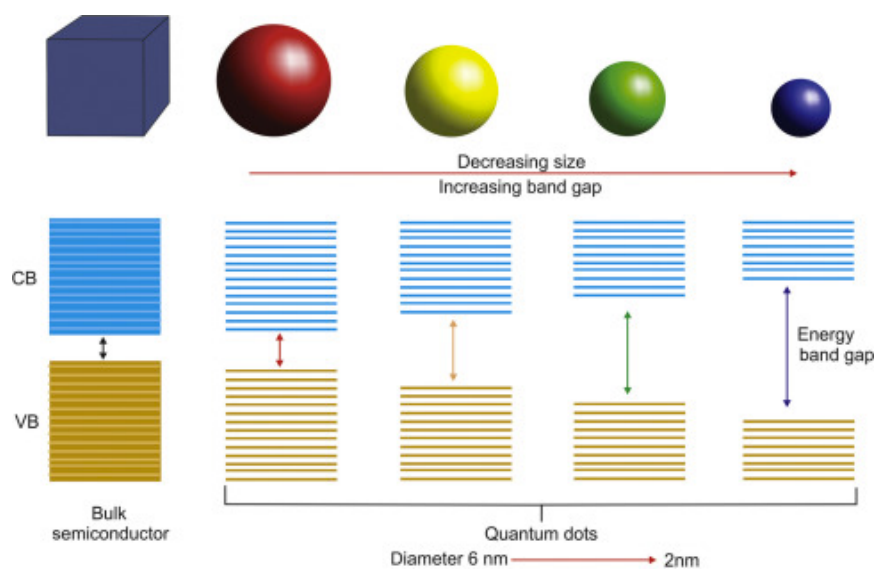 Decreasing size
Increasing band gap
CB
Energy
band gap
VB
Bulk
semiconductor
Quantum dots
Diameter 6 nm 2nm